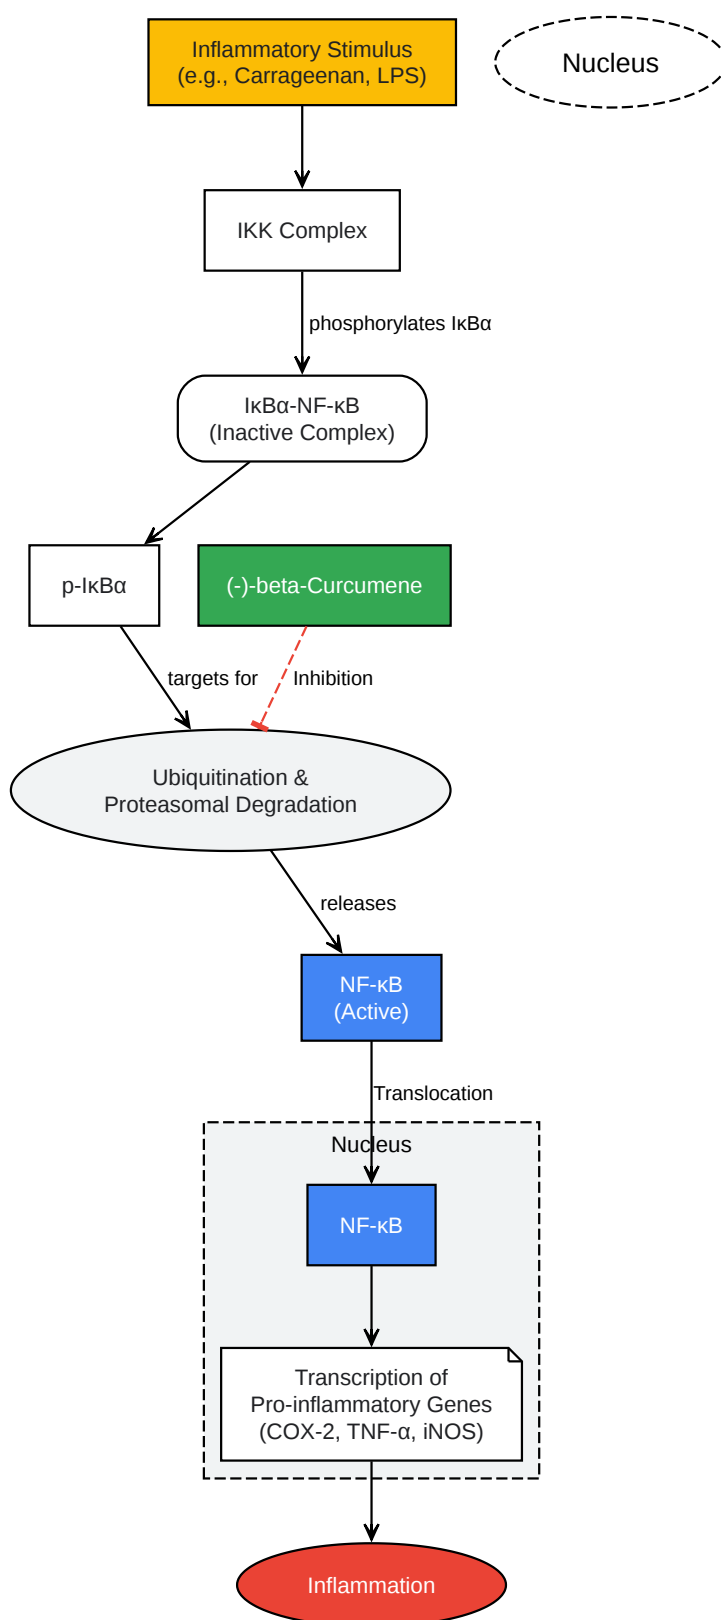 Inflammatory Stimulus
(e.g., Carrageenan, LPS)
Nucleus
IKK Complex
phosphorylates IκBα
IκBα-NF-κB
(Inactive Complex)
p-IκBα
(-)-beta-Curcumene
targets for
Inhibition
Ubiquitination &
Proteasomal Degradation
releases
NF-κB
(Active)
Translocation
Nucleus
NF-κB
Transcription of
Pro-inflammatory Genes
(COX-2, TNF-α, iNOS)
Inflammation